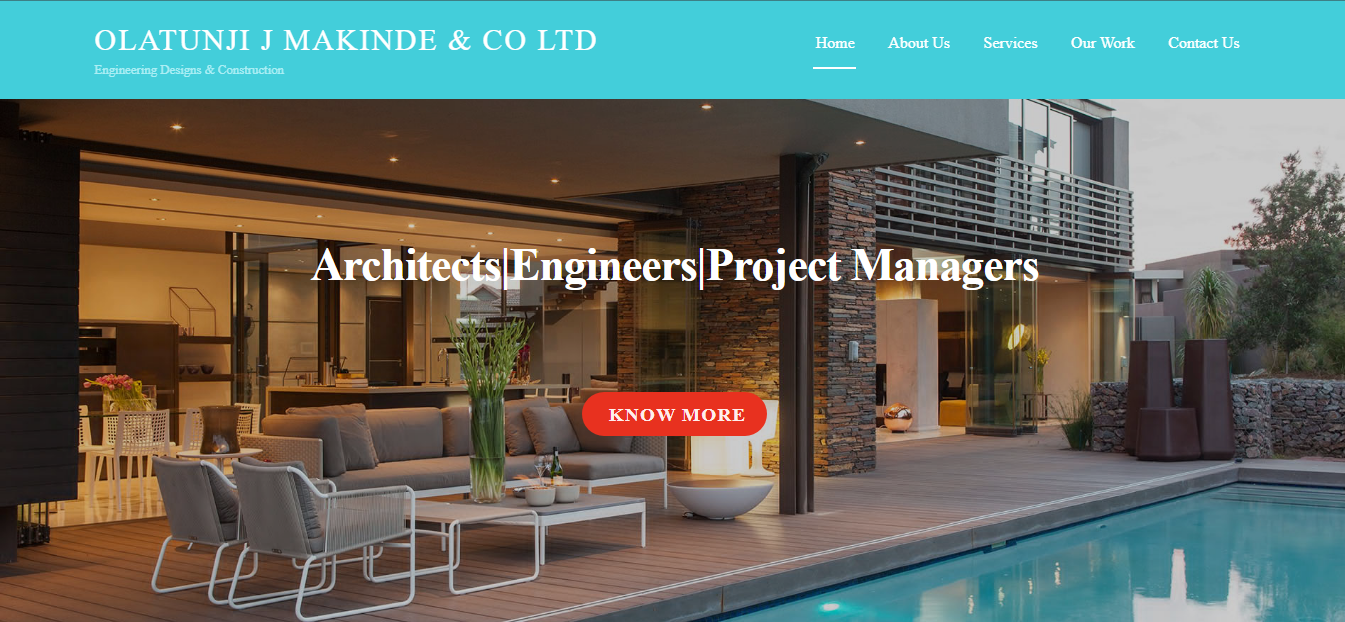 OLATUNJI J MAKINDE & CO LTD
Engineering Designs & Construction
Home About Us Services Our Work Contact Us
Architects|Engineers|Project Managers
KNOW MORE